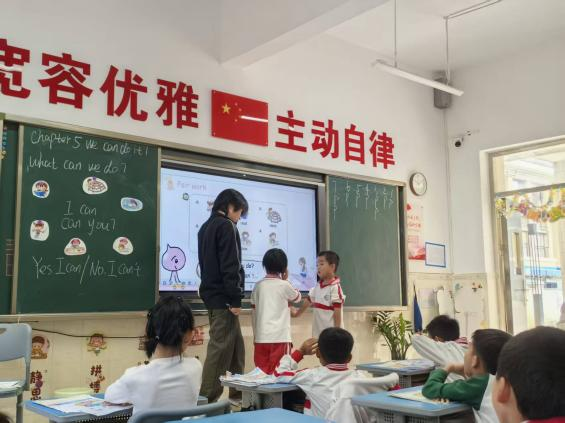 宽容优雅
主动自律
Chapter 5 We can do it!
What can we do?
I can
can you?
Yes I can/No. I can't
Pair work